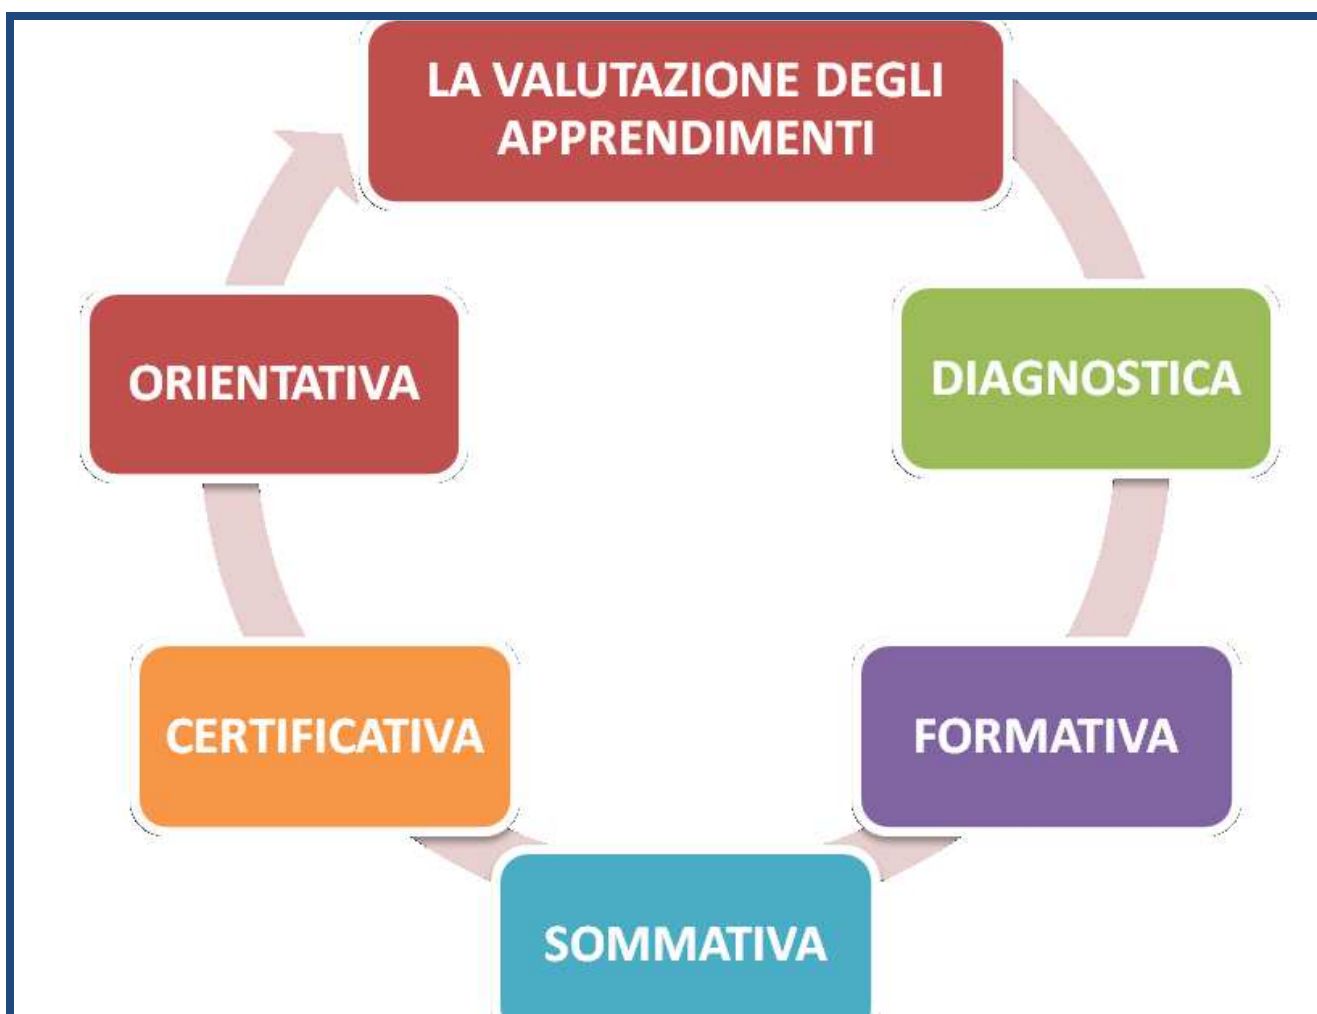 LA VALUTAZIONE DEGLI
APPRENDIMENTI
DIAGNOSTICA
FORMATIVA
SOMMATIVA
CERTIFICATIVA
ORIENTATIVA